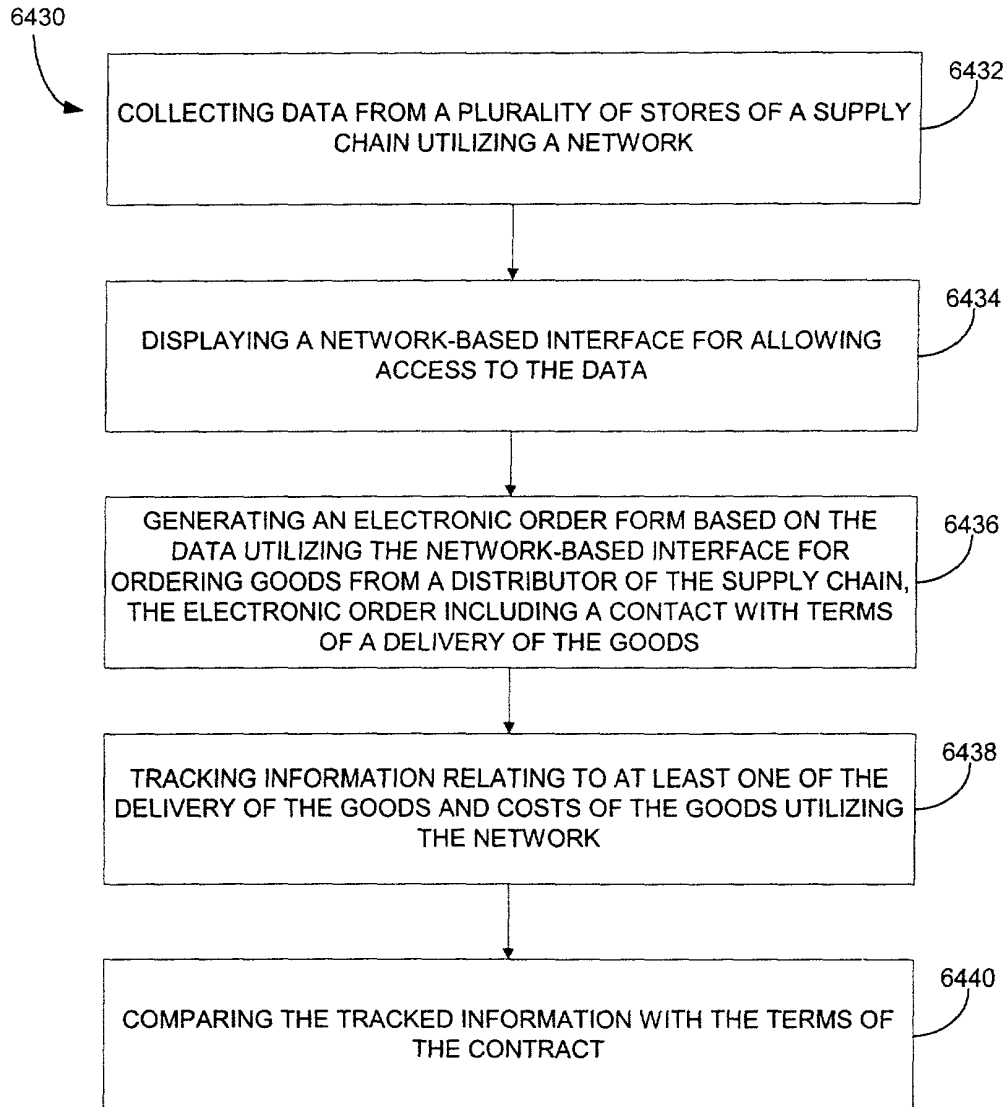 6430
6432
COLLECTING DATA FROM A PLURALITY OF STORES OF A SUPPLY
CHAIN UTILIZING A NETWORK
6434
DISPLAYING A NETWORK-BASED INTERFACE FOR ALLOWING
ACCESS TO THE DATA
6436
GENERATING AN ELECTRONIC ORDER FORM BASED ON THE
DATA UTILIZING THE NETWORK-BASED INTERFACE FOR
ORDERING GOODS FROM A DISTRIBUTOR OF THE SUPPLY CHAIN,
THE ELECTRONIC ORDER INCLUDING A CONTACT WITH TERMS
OF A DELIVERY OF THE GOODS
6438
TRACKING INFORMATION RELATING TO AT LEAST ONE OF THE
DELIVERY OF THE GOODS AND COSTS OF THE GOODS UTILIZING
THE NETWORK
6440
COMPARING THE TRACKED INFORMATION WITH THE TERMS OF
THE CONTRACT